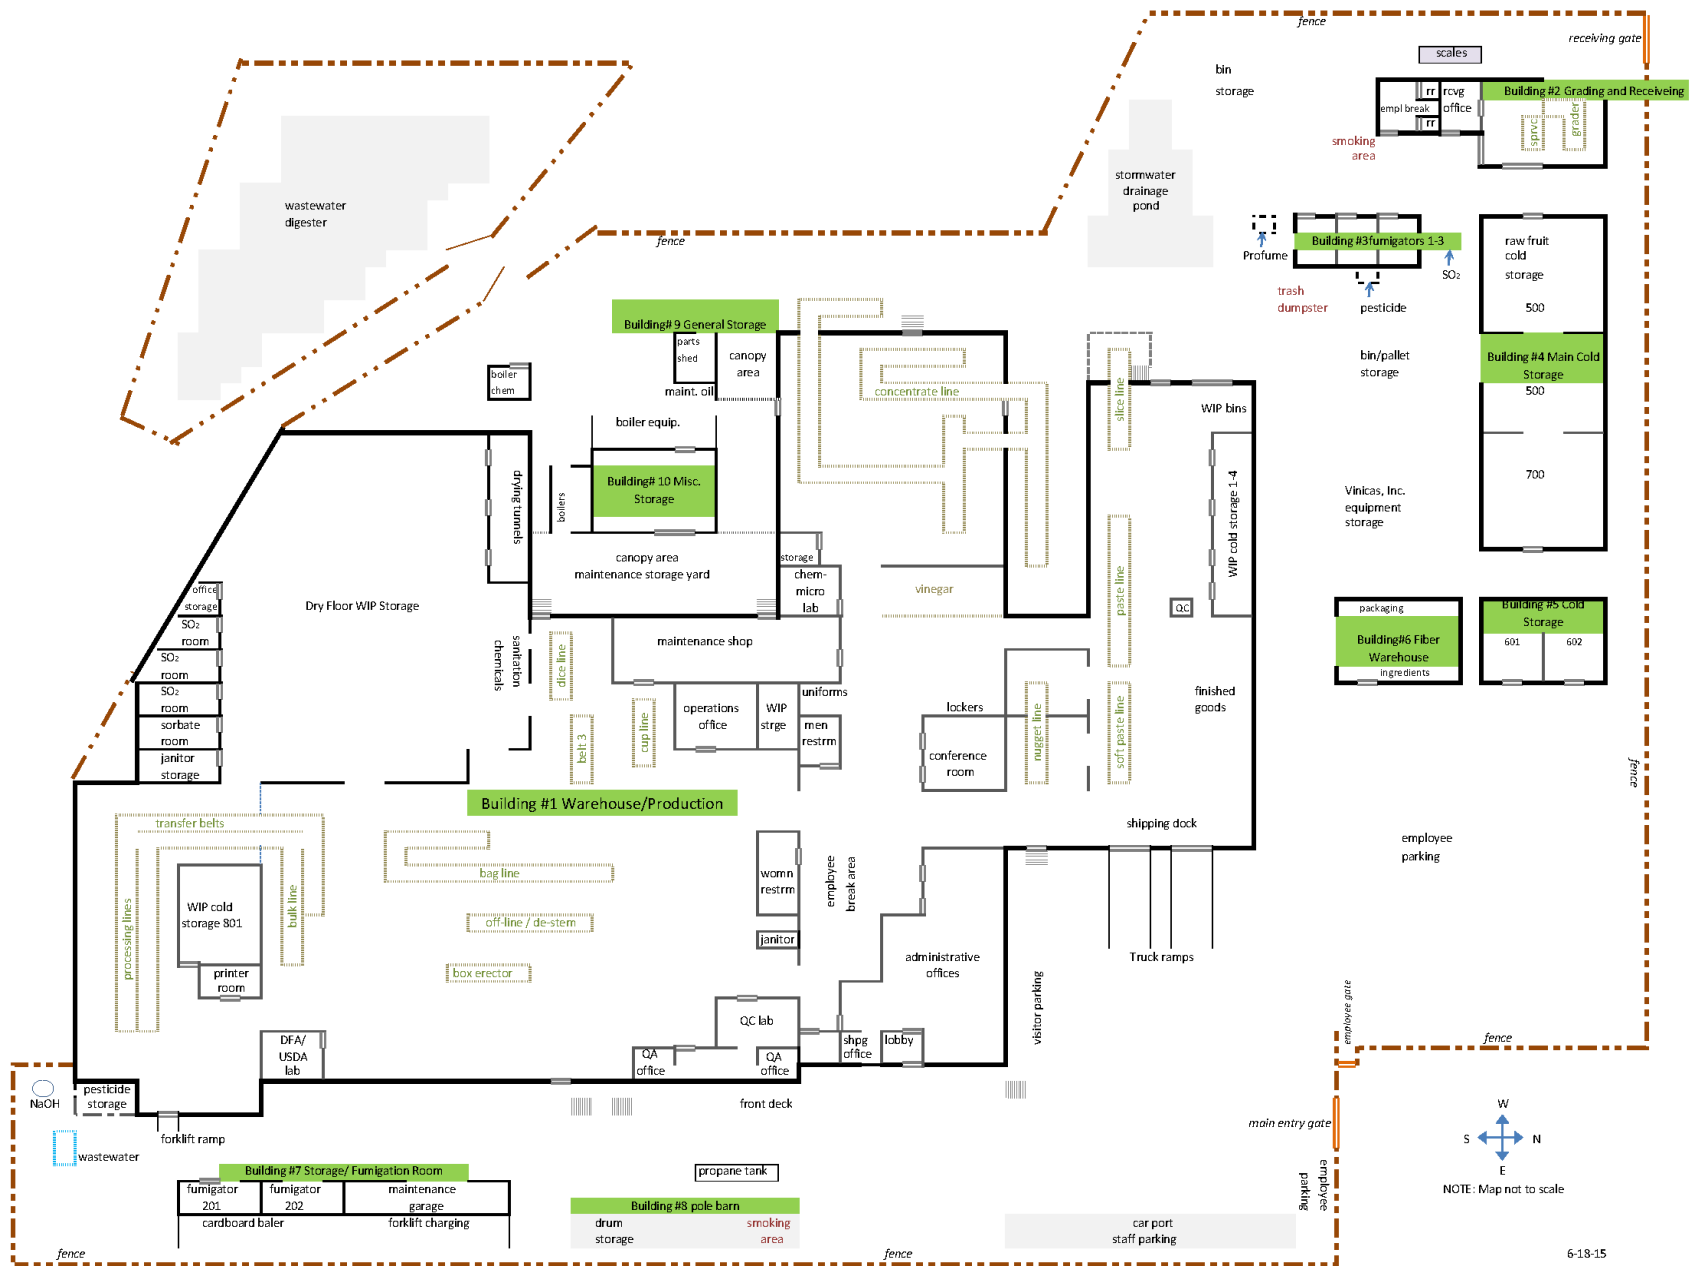 fence
receiving gate
scales
bin
storage
Building #2 Grading and Receiveing
rr
rcvg
office
empl break
rr
sprvc
grader
smoking
area
wastewater
digester
stormwater
drainage
pond
fence
Building #3fumigators 1-3
Profume
SO₂
trash
dumpster
pesticide
raw fruit
cold
storage
500
Building #4 Main Cold
Storage
500
700
bin/pallet
storage
Vinicas, Inc.
equipment
storage
Building# 9 General Storage
parts
shed
canopy
area
maint. oil
boiler
chem
boiler equip.
Building# 10 Misc.
Storage
boilers
drying tunnels
canopy area
maintenance storage yard
concentrate line
slice line
WIP bins
WIP cold storage 1-4
paste line
QC
storage
chem-
micro
lab
vinegar
packaging
Building#6 Fiber
Warehouse
ingredients
Building #5 Cold
Storage
601
602
office
storage
SO₂
room
SO₂
room
SO₂
room
sorbate
room
janitor
storage
Dry Floor WIP Storage
sanitation
chemicals
dice line
maintenance shop
operations
office
WIP
strge
uniforms
men
restrm
belt 3
cup line
lockers
conference
room
nugget line
soft paste line
finished
goods
fence
Building #1 Warehouse/Production
shipping dock
employee
parking
transfer belts
processing lines
WIP cold
storage 801
bulk line
printer
room
bag line
off-line / de-stem
box erector
womn
restrm
janitor
employee
break area
administrative
offices
Truck ramps
visitor parking
employee gate
fence
DFA/
USDA
lab
QC lab
QA
office
QA
office
shpg
office
lobby
NaOH
pesticide
storage
front deck
forklift ramp
wastewater
main entry gate
employee
parking
W
S
N
E
NOTE: Map not to scale
Building #7 Storage/ Fumigation Room
fumigator
201
fumigator
202
maintenance
garage
cardboard baler
forklift charging
propane tank
Building #8 pole barn
drum
storage
smoking
area
car port
staff parking
fence
fence
6-18-15